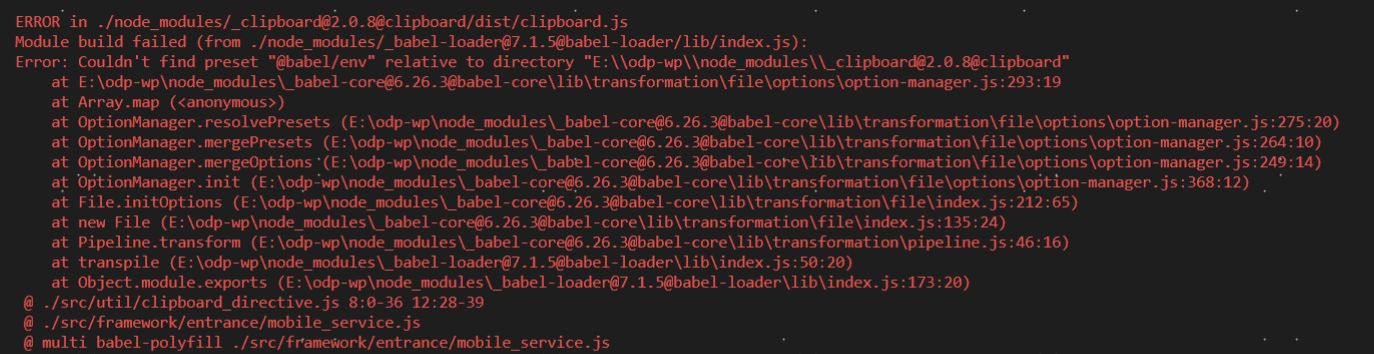 ERROR in ./node_modules/_clipboard@2.0.8@clipboard/dist/clipboard.js
Module build failed (from ./node_modules/_babel-loader@7.1.5@babel-loader/lib/index.js):
Error: Couldn't find preset "@babel/env" relative to directory "E:\\odp-wp\\node_modules\\_clipboard@2.0.8@clipboard"
    at E:\odp-wp\node_modules\_babel-core@6.26.3@babel-core\lib\transformation\file\options\option-manager.js:293:19
    at Array.map (<anonymous>)
    at OptionManager.resolvePresets (E:\odp-wp\node_modules\_babel-core@6.26.3@babel-core\lib\transformation\file\options\option-manager.js:275:20)
    at OptionManager.mergePresets (E:\odp-wp\node_modules\_babel-core@6.26.3@babel-core\lib\transformation\file\options\option-manager.js:264:10)
    at OptionManager.mergeOptions (E:\odp-wp\node_modules\_babel-core@6.26.3@babel-core\lib\transformation\file\options\option-manager.js:249:14)
    at OptionManager.init (E:\odp-wp\node_modules\_babel-core@6.26.3@babel-core\lib\transformation\file\options\option-manager.js:368:12)
    at File.initOptions (E:\odp-wp\node_modules\_babel-core@6.26.3@babel-core\lib\transformation\file\index.js:212:65)
    at new File (E:\odp-wp\node_modules\_babel-core@6.26.3@babel-core\lib\transformation\file\index.js:135:24)
    at Pipeline.transform (E:\odp-wp\node_modules\_babel-core@6.26.3@babel-core\lib\transformation\pipeline.js:46:16)
    at transpile (E:\odp-wp\node_modules\_babel-loader@7.1.5@babel-loader\lib\index.js:50:20)
    at Object.module.exports (E:\odp-wp\node_modules\_babel-loader@7.1.5@babel-loader\lib\index.js:173:20)
 @ ./src/util/clipboard_directive.js 8:0-36 12:28-39
 @ ./src/framework/entrance/mobile_service.js
 @ multi babel-polyfill ./src/framework/entrance/mobile_service.js